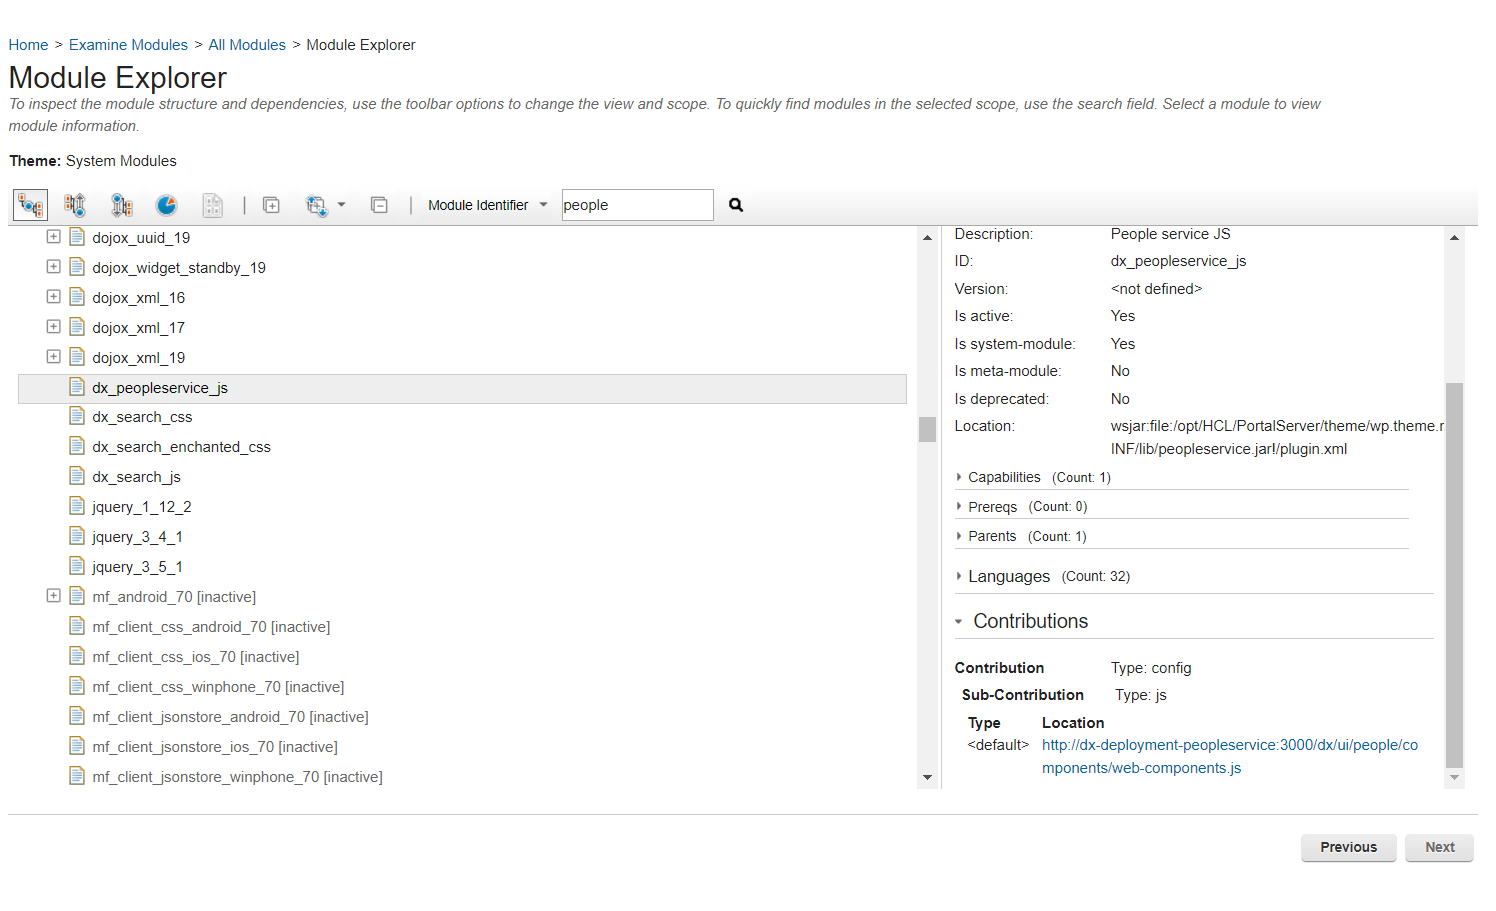 Home > Examine Modules > All Modules > Module Explorer
Module Explorer
To inspect the module structure and dependencies, use the toolbar options to change the view and scope. To quickly find modules in the selected scope, use the search field. Select a module to view
module information.
Theme: System Modules
Module Identifier people
dojox_uuid_19
dojox_widget_standby_19
dojox_xml_16
dojox_xml_17
dojox_xml_19
dx_peopleservice_js
dx_search_css
dx_search_enchanted_css
dx_search_js
jquery_1_12_2
jquery_3_4_1
jquery_3_5_1
mf_android_70 [inactive]
mf_client_css_android_70 [inactive]
mf_client_css_ios_70 [inactive]
mf_client_css_winphone_70 [inactive]
mf_client_jsonstore_android_70 [inactive]
mf_client_jsonstore_ios_70 [inactive]
mf_client_jsonstore_winphone_70 [inactive]
Description: People service JS
ID: dx_peopleservice_js
Version: <not defined>
Is active: Yes
Is system-module: Yes
Is meta-module: No
Is deprecated: No
Location: wsjar:file:/opt/HCL/PortalServer/theme/wp.theme.r
INF/lib/peopleservice.jar!/plugin.xml
Capabilities (Count: 1)
Prereqs (Count: 0)
Parents (Count: 1)
Languages (Count: 32)
Contributions
Contribution Type: config
Sub-Contribution Type: js
Type Location
<default> http://dx-deployment-peopleservice:3000/dx/ui/people/co
mponents/web-components.js
Previous Next